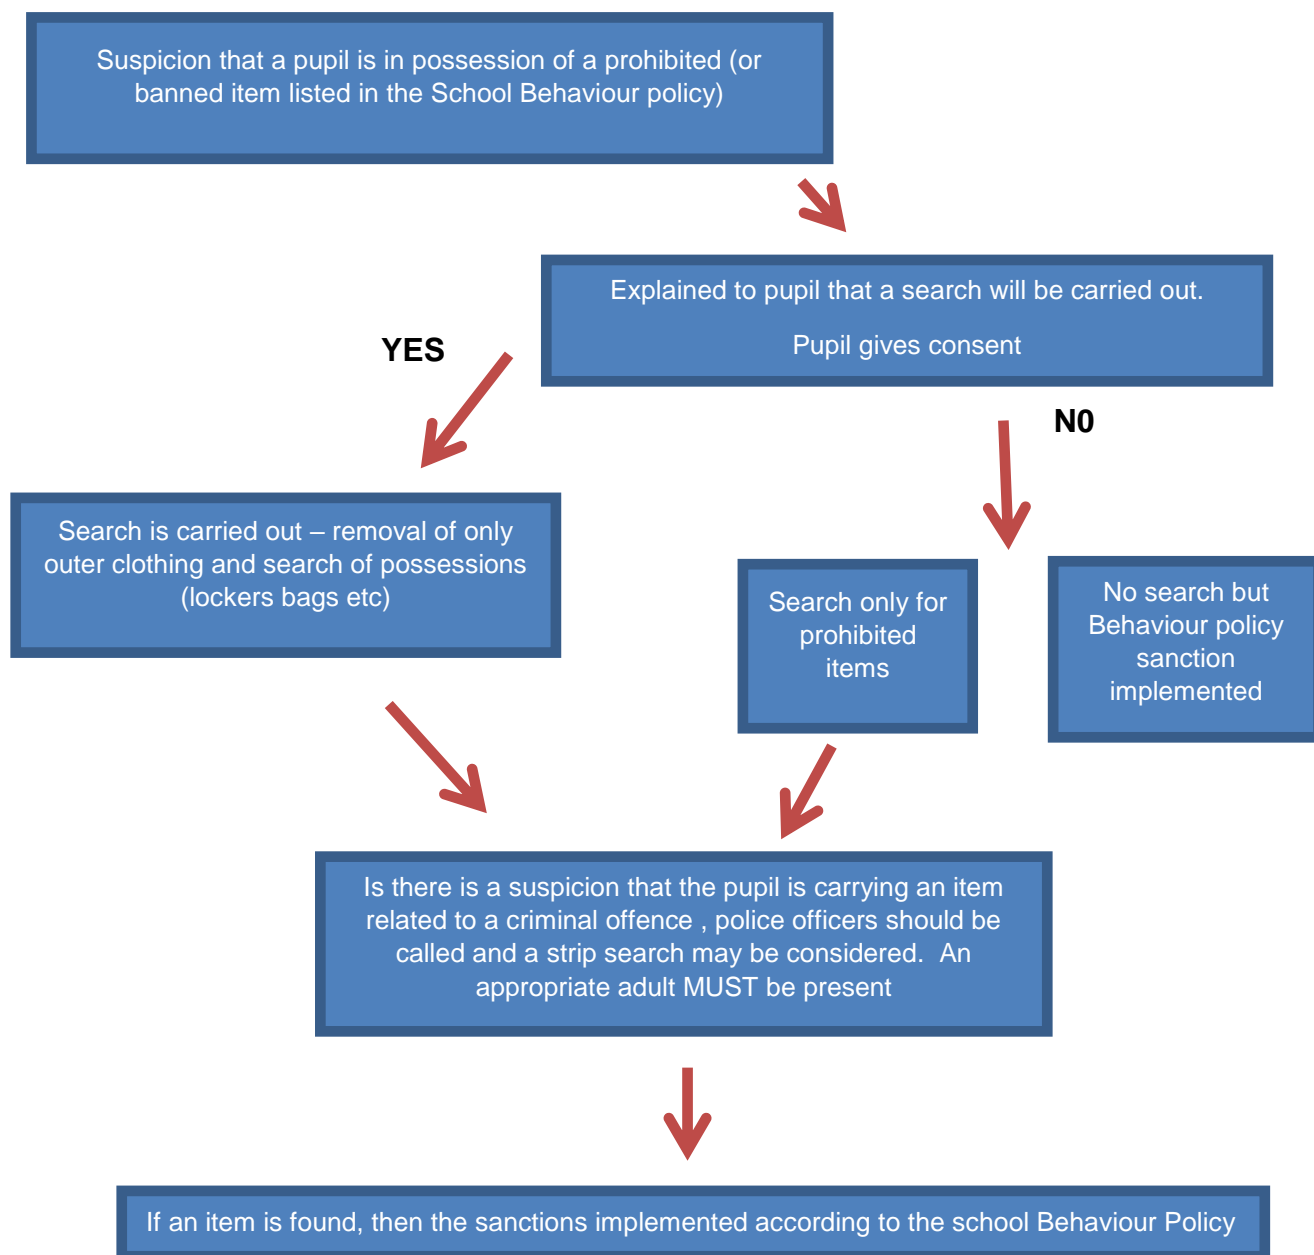 Suspicion that a pupil is in possession of a prohibited (or
banned item listed in the School Behaviour policy)
Explained to pupil that a search will be carried out.
Pupil gives consent
YES
N0
Search is carried out – removal of only
outer clothing and search of possessions
(lockers bags etc)
Search only for
prohibited
items
No search but
Behaviour policy
sanction
implemented
Is there is a suspicion that the pupil is carrying an item
related to a criminal offence , police officers should be
called and a strip search may be considered.  An
appropriate adult MUST be present
If an item is found, then the sanctions implemented according to the school Behaviour Policy